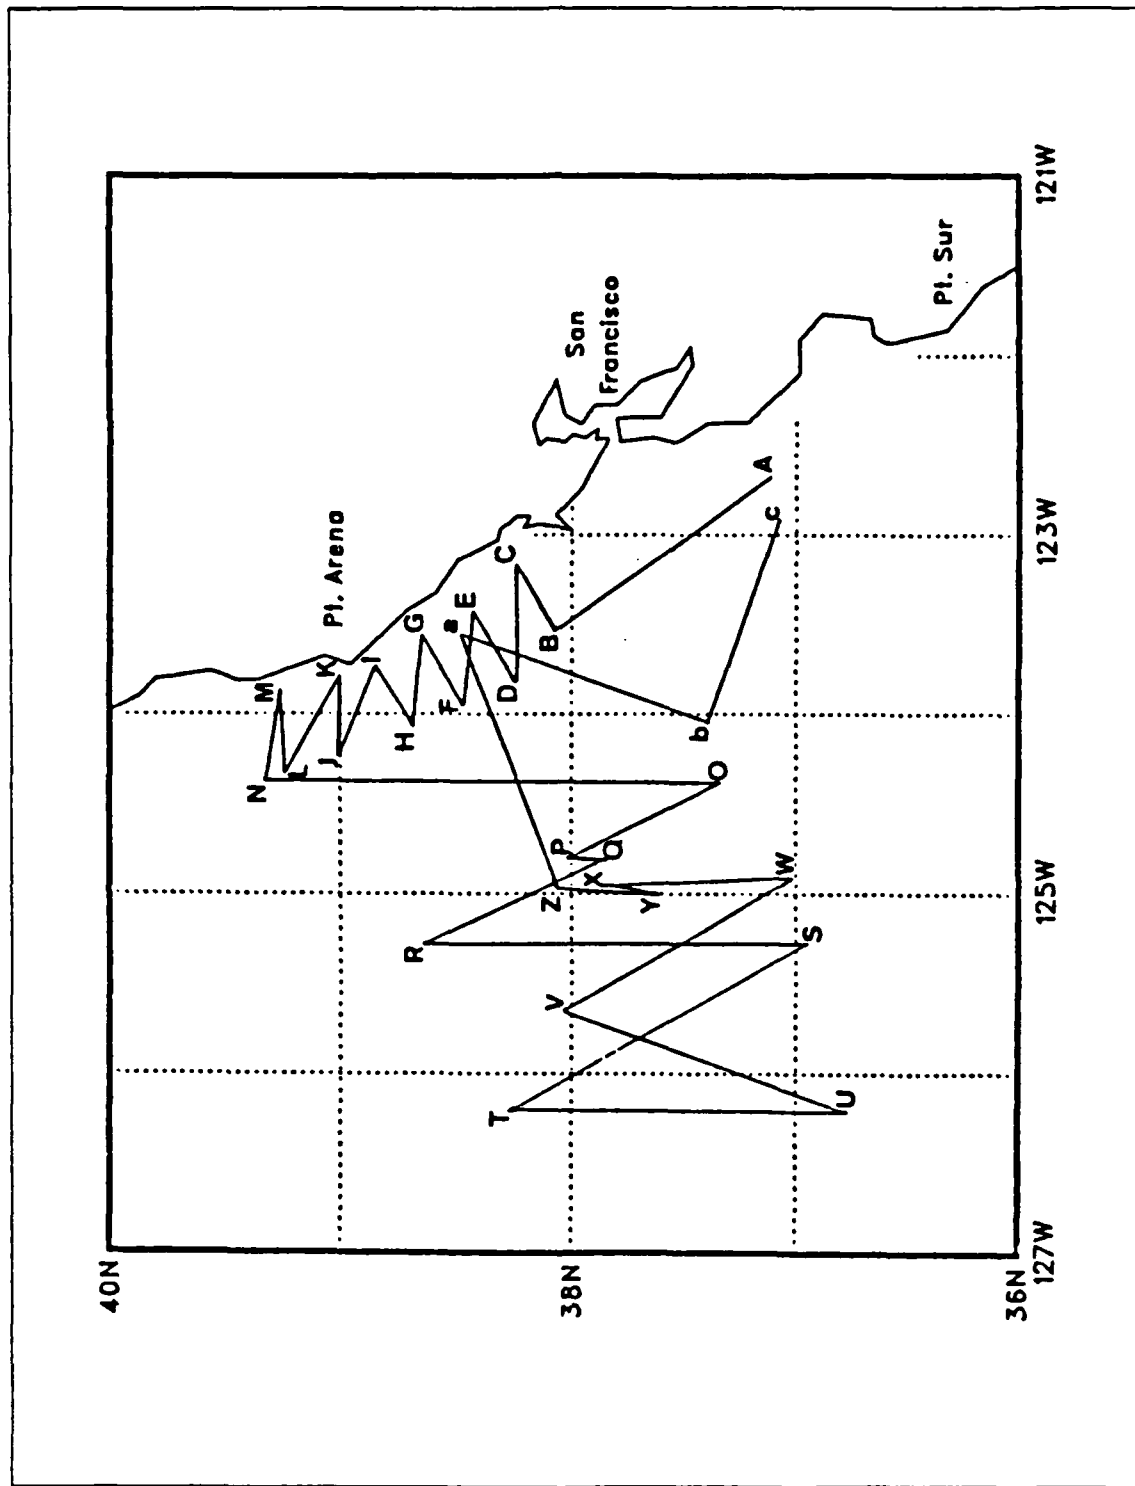 40N
38N
36N
127W
125W
123W
121W
Pt. Arena
San
Francisco
Pt. Sur
A
B
C
D
E
F
G
H
I
J
K
L
M
N
O
P
Q
R
S
T
U
V
W
X
Y
Z
a
b
c